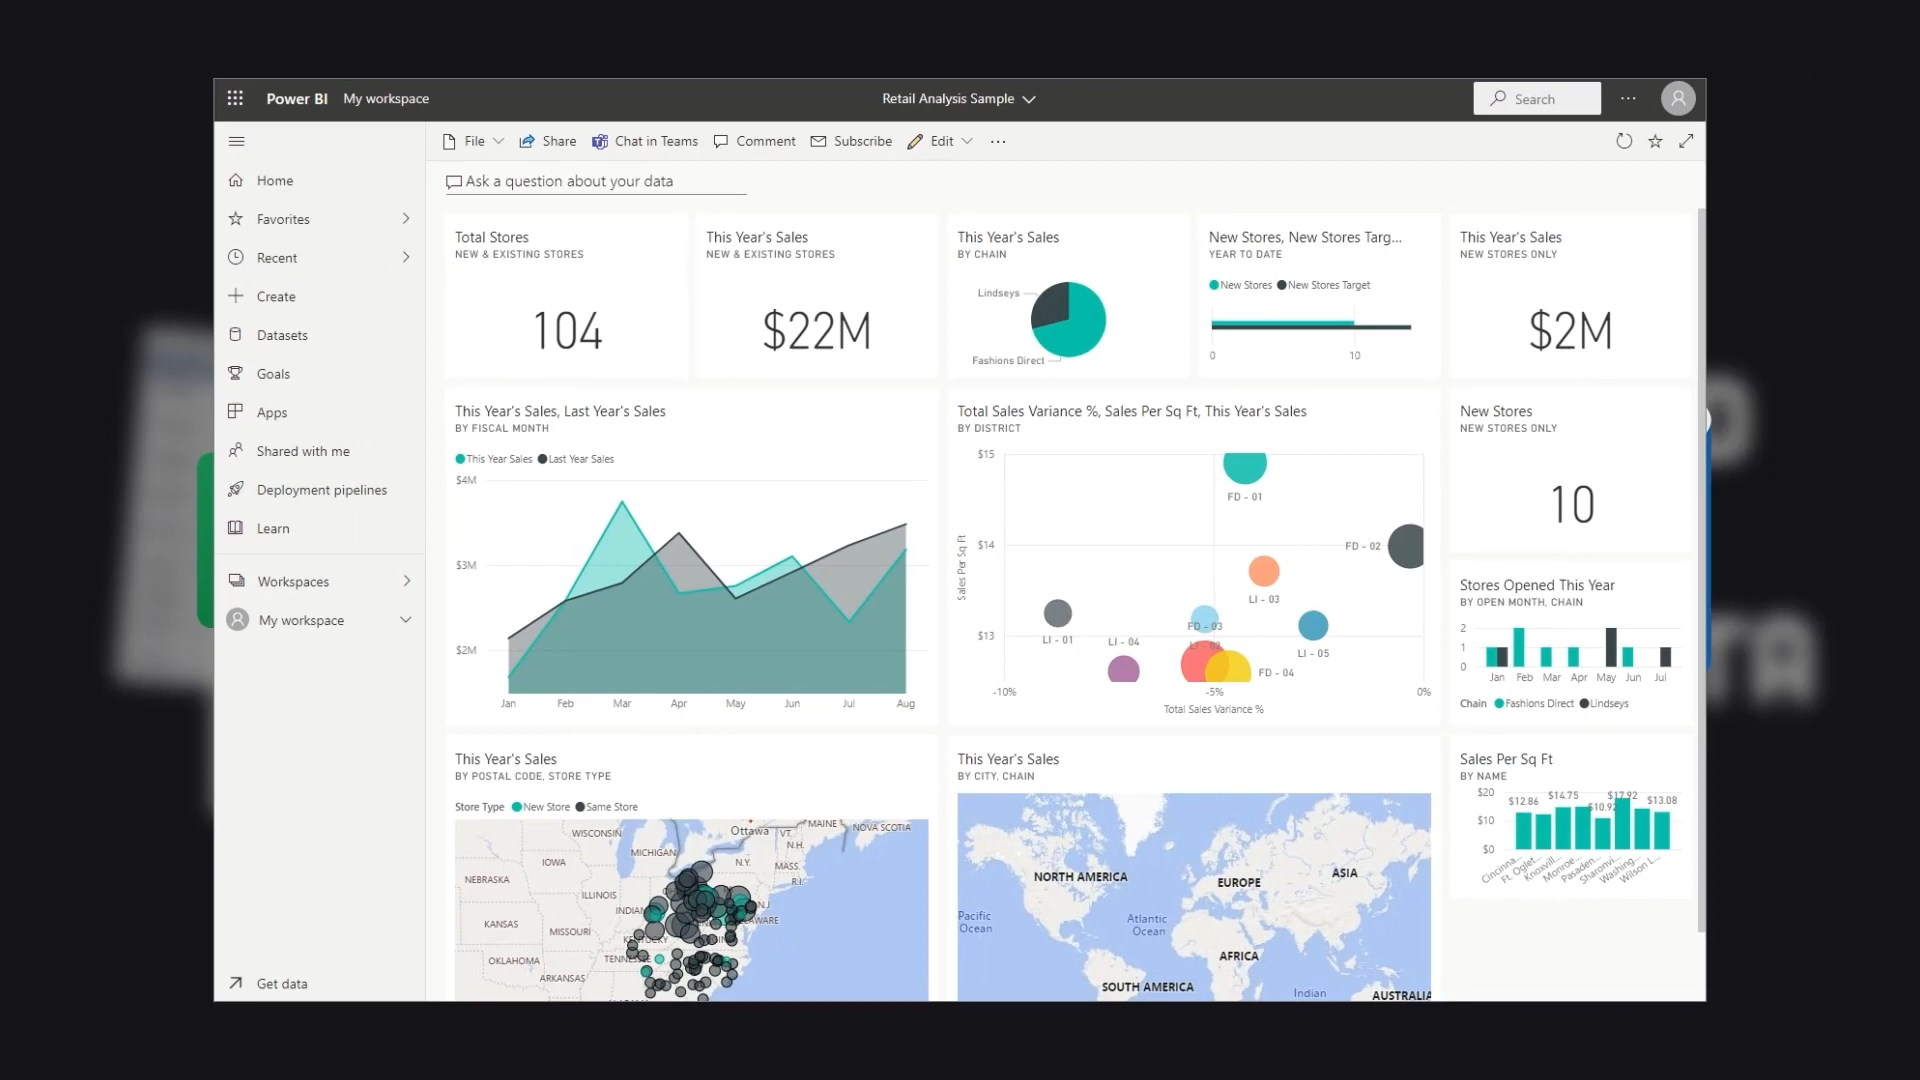 Power BI My workspace
Retail Analysis Sample
Search
File Share Chat in Teams Comment Subscribe Edit
Home
Favorites
Recent
Create
Datasets
Goals
Apps
Shared with me
Deployment pipelines
Learn
Workspaces
My workspace
Get data
Ask a question about your data
Total Stores
NEW & EXISTING STORES
104
This Year's Sales
NEW & EXISTING STORES
$22M
This Year's Sales
BY CHAIN
Lindseys
Fashions Direct
New Stores, New Stores Targ...
YEAR TO DATE
New Stores New Stores Target
0 10
This Year's Sales
NEW STORES ONLY
$2M
This Year's Sales, Last Year's Sales
BY FISCAL MONTH
This Year Sales Last Year Sales
$4M
$3M
$2M
Jan Feb Mar Apr May Jun Jul Aug
Total Sales Variance %, Sales Per Sq Ft, This Year's Sales
BY DISTRICT
Sales Per Sq Ft
$15
$14
$13
FD - 01
FD - 02
LI - 03
FD - 03
LI - 01
LI - 04
LI - 05
FD - 04
-10% -5% 0%
Total Sales Variance %
New Stores
NEW STORES ONLY
10
Stores Opened This Year
BY OPEN MONTH, CHAIN
2
1
0
Jan Feb Mar Apr May Jun Jul
Chain Fashions Direct Lindseys
This Year's Sales
BY POSTAL CODE, STORE TYPE
Store Type New Store Same Store
Ottawa
MAINE
NOVA SCOTIA
WISCONSIN
VT.
N.H.
MICHIGAN
IOWA
N.Y.
MASS.
R.I.
NEBRASKA
ILLINOIS
KANSAS
MISSOURI
OKLAHOMA
ARKANSAS
This Year's Sales
BY CITY, CHAIN
NORTH AMERICA
EUROPE
ASIA
Pacific
Ocean
Atlantic
Ocean
AFRICA
SOUTH AMERICA
Indian
AUSTRALIA
Sales Per Sq Ft
BY NAME
$20
$10
$0
$12.86
$14.75
$10.92
$17.92
$13.08
Cincinna...
Ft. Oglet...
Knoxvill...
Monroe...
Pasaden...
Sharonvi...
Washing...
Wilson L...